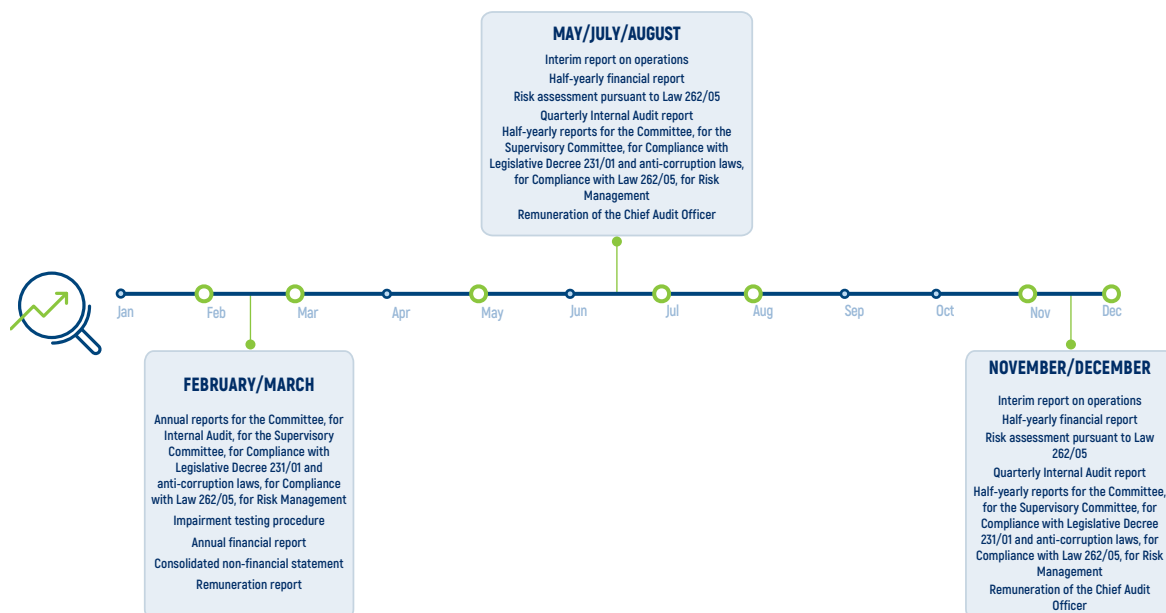 MAY/JULY/AUGUST
Interim report on operations
Half-yearly financial report
Risk assessment pursuant to Law 262/05
Quarterly Internal Audit report
Half-yearly reports for the Committee, for the
Supervisory Committee, for Compliance with
Legislative Decree 231/01 and anti-corruption laws,
for Compliance with Law 262/05, for Risk
Management
Remuneration of the Chief Audit Officer
Jan
Feb
Mar
Apr
May
Jun
Jul
Aug
Sep
Oct
Nov
Dec
FEBRUARY/MARCH
Annual reports for the Committee, for
Internal Audit, for the Supervisory
Committee, for Compliance with
Legislative Decree 231/01 and
anti-corruption laws, for Compliance
with Law 262/05, for Risk Management
Impairment testing procedure
Annual financial report
Consolidated non-financial statement
Remuneration report
NOVEMBER/DECEMBER
Interim report on operations
Half-yearly financial report
Risk assessment pursuant to Law
262/05
Quarterly Internal Audit report
Half-yearly reports for the Committee,
for the Supervisory Committee, for
Compliance with Legislative Decree
231/01 and anti-corruption laws, for
Compliance with Law 262/05, for Risk
Management
Remuneration of the Chief Audit
Officer